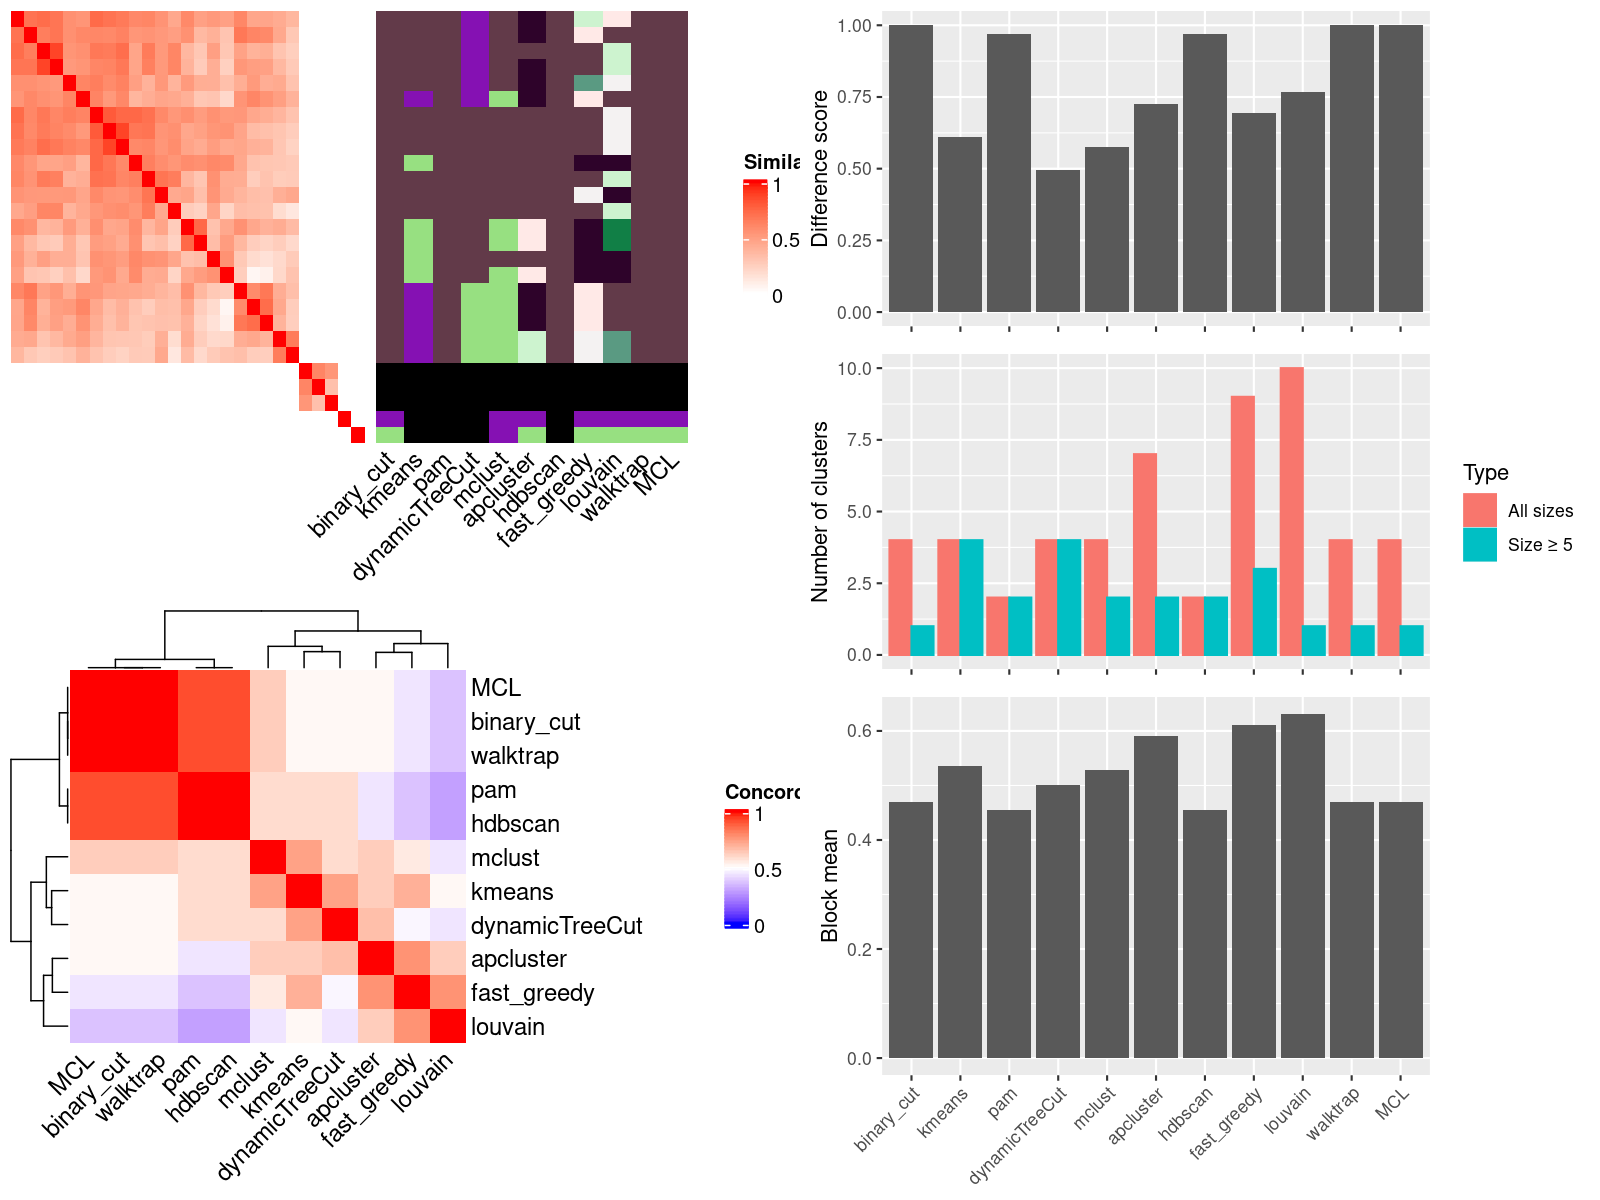 Simila
1
0.5
0
binary_cut
kmeans
pam
dynamicTreeCut
mclust
apcluster
hdbscan
fast_greedy
louvain
walktrap
MCL
MCL
binary_cut
walktrap
pam
hdbscan
mclust
kmeans
dynamicTreeCut
apcluster
fast_greedy
louvain
MCL
binary_cut
walktrap
pam
hdbscan
mclust
kmeans
dynamicTreeCut
apcluster
fast_greedy
louvain
Concord
1
0.5
0
Difference score
1.00
0.75
0.50
0.25
0.00
Number of clusters
10.0
7.5
5.0
2.5
0.0
Type
All sizes
Size ≥ 5
Block mean
0.6
0.4
0.2
0.0
binary_cut
kmeans
pam
dynamicTreeCut
mclust
apcluster
hdbscan
fast_greedy
louvain
walktrap
MCL